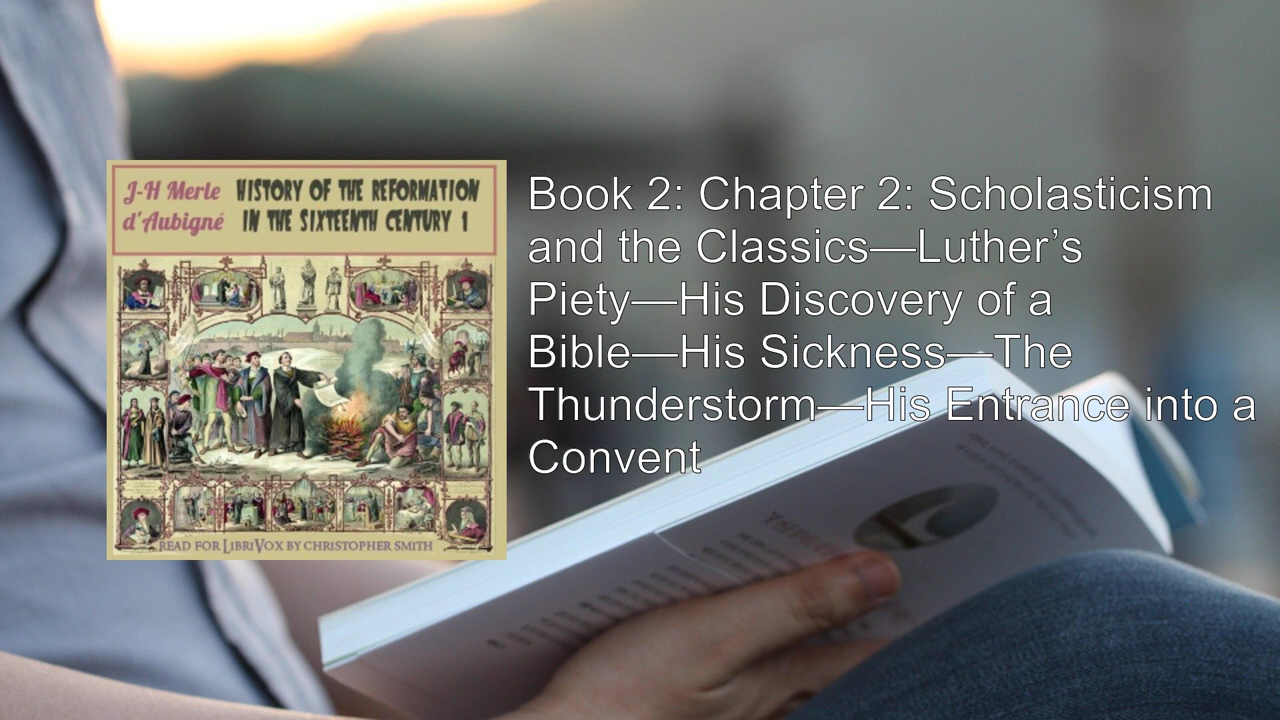 J-H Merle
d'Aubigné
HISTORY OF THE REFORMATION
IN THE SIXTEENTH CENTURY 1
READ FOR LIBRIVOX BY CHRISTOPHER SMITH
Book 2: Chapter 2: Scholasticism
and the Classics—Luther’s
Piety—His Discovery of a
Bible—His Sickness—The
Thunderstorm—His Entrance into a
Convent